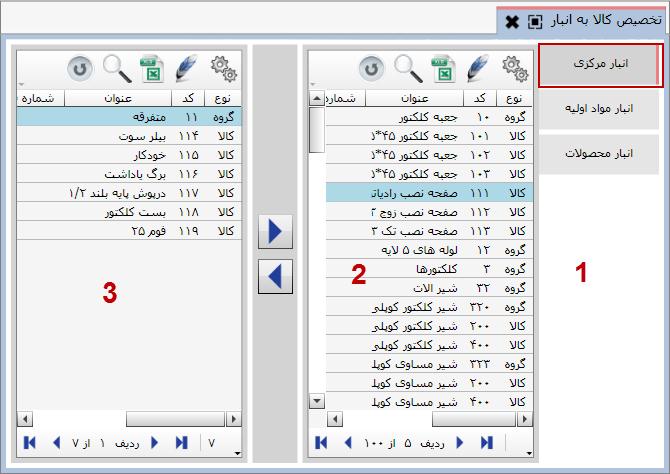 تخصیص کالا به انبار
انبار مرکزی
انبار مواد اولیه
انبار محصولات
1
نوع کد عنوان شماره
گروه ۱۰ جعبه کلکتور
کالا ۱۰۱ جعبه کلکتور ۴۵*
کالا ۱۰۲ جعبه کلکتور ۴۵*
کالا ۱۰۳ جعبه کلکتور ۴۵*
کالا ۱۱۱ صفحه نصب رادیات
کالا ۱۱۲ صفحه نصب زوج
کالا ۱۱۳ صفحه نصب تک ۳
گروه ۱۲ لوله های ۵ لایه
گروه ۳ کلکتورها
گروه ۳۲ شیر الات
گروه ۳۲۰ شیر کلکتور کوپلی
کالا ۲۰۰ شیر کلکتور کوپلی
کالا ۴۰۰ شیر کلکتور کوپلی
گروه ۳۲۳ شیر مساوی کوپل
کالا ۲۰۰ شیر مساوی کوپل
کالا ۴۰۰ شیر مساوی کوپل
2
ردیف ۵ از ۱۰۰
نوع کد عنوان شماره
گروه ۱۱ متفرقه
کالا ۱۱۴ بیلر سوت
کالا ۱۱۵ خودکار
کالا ۱۱۶ برگ یاداشت
کالا ۱۱۷ درپوش پایه بلند ۱/۲
کالا ۱۱۸ بست کلکتور
کالا ۱۱۹ فوم ۲۵
3
۷ ردیف ۱ از ۷